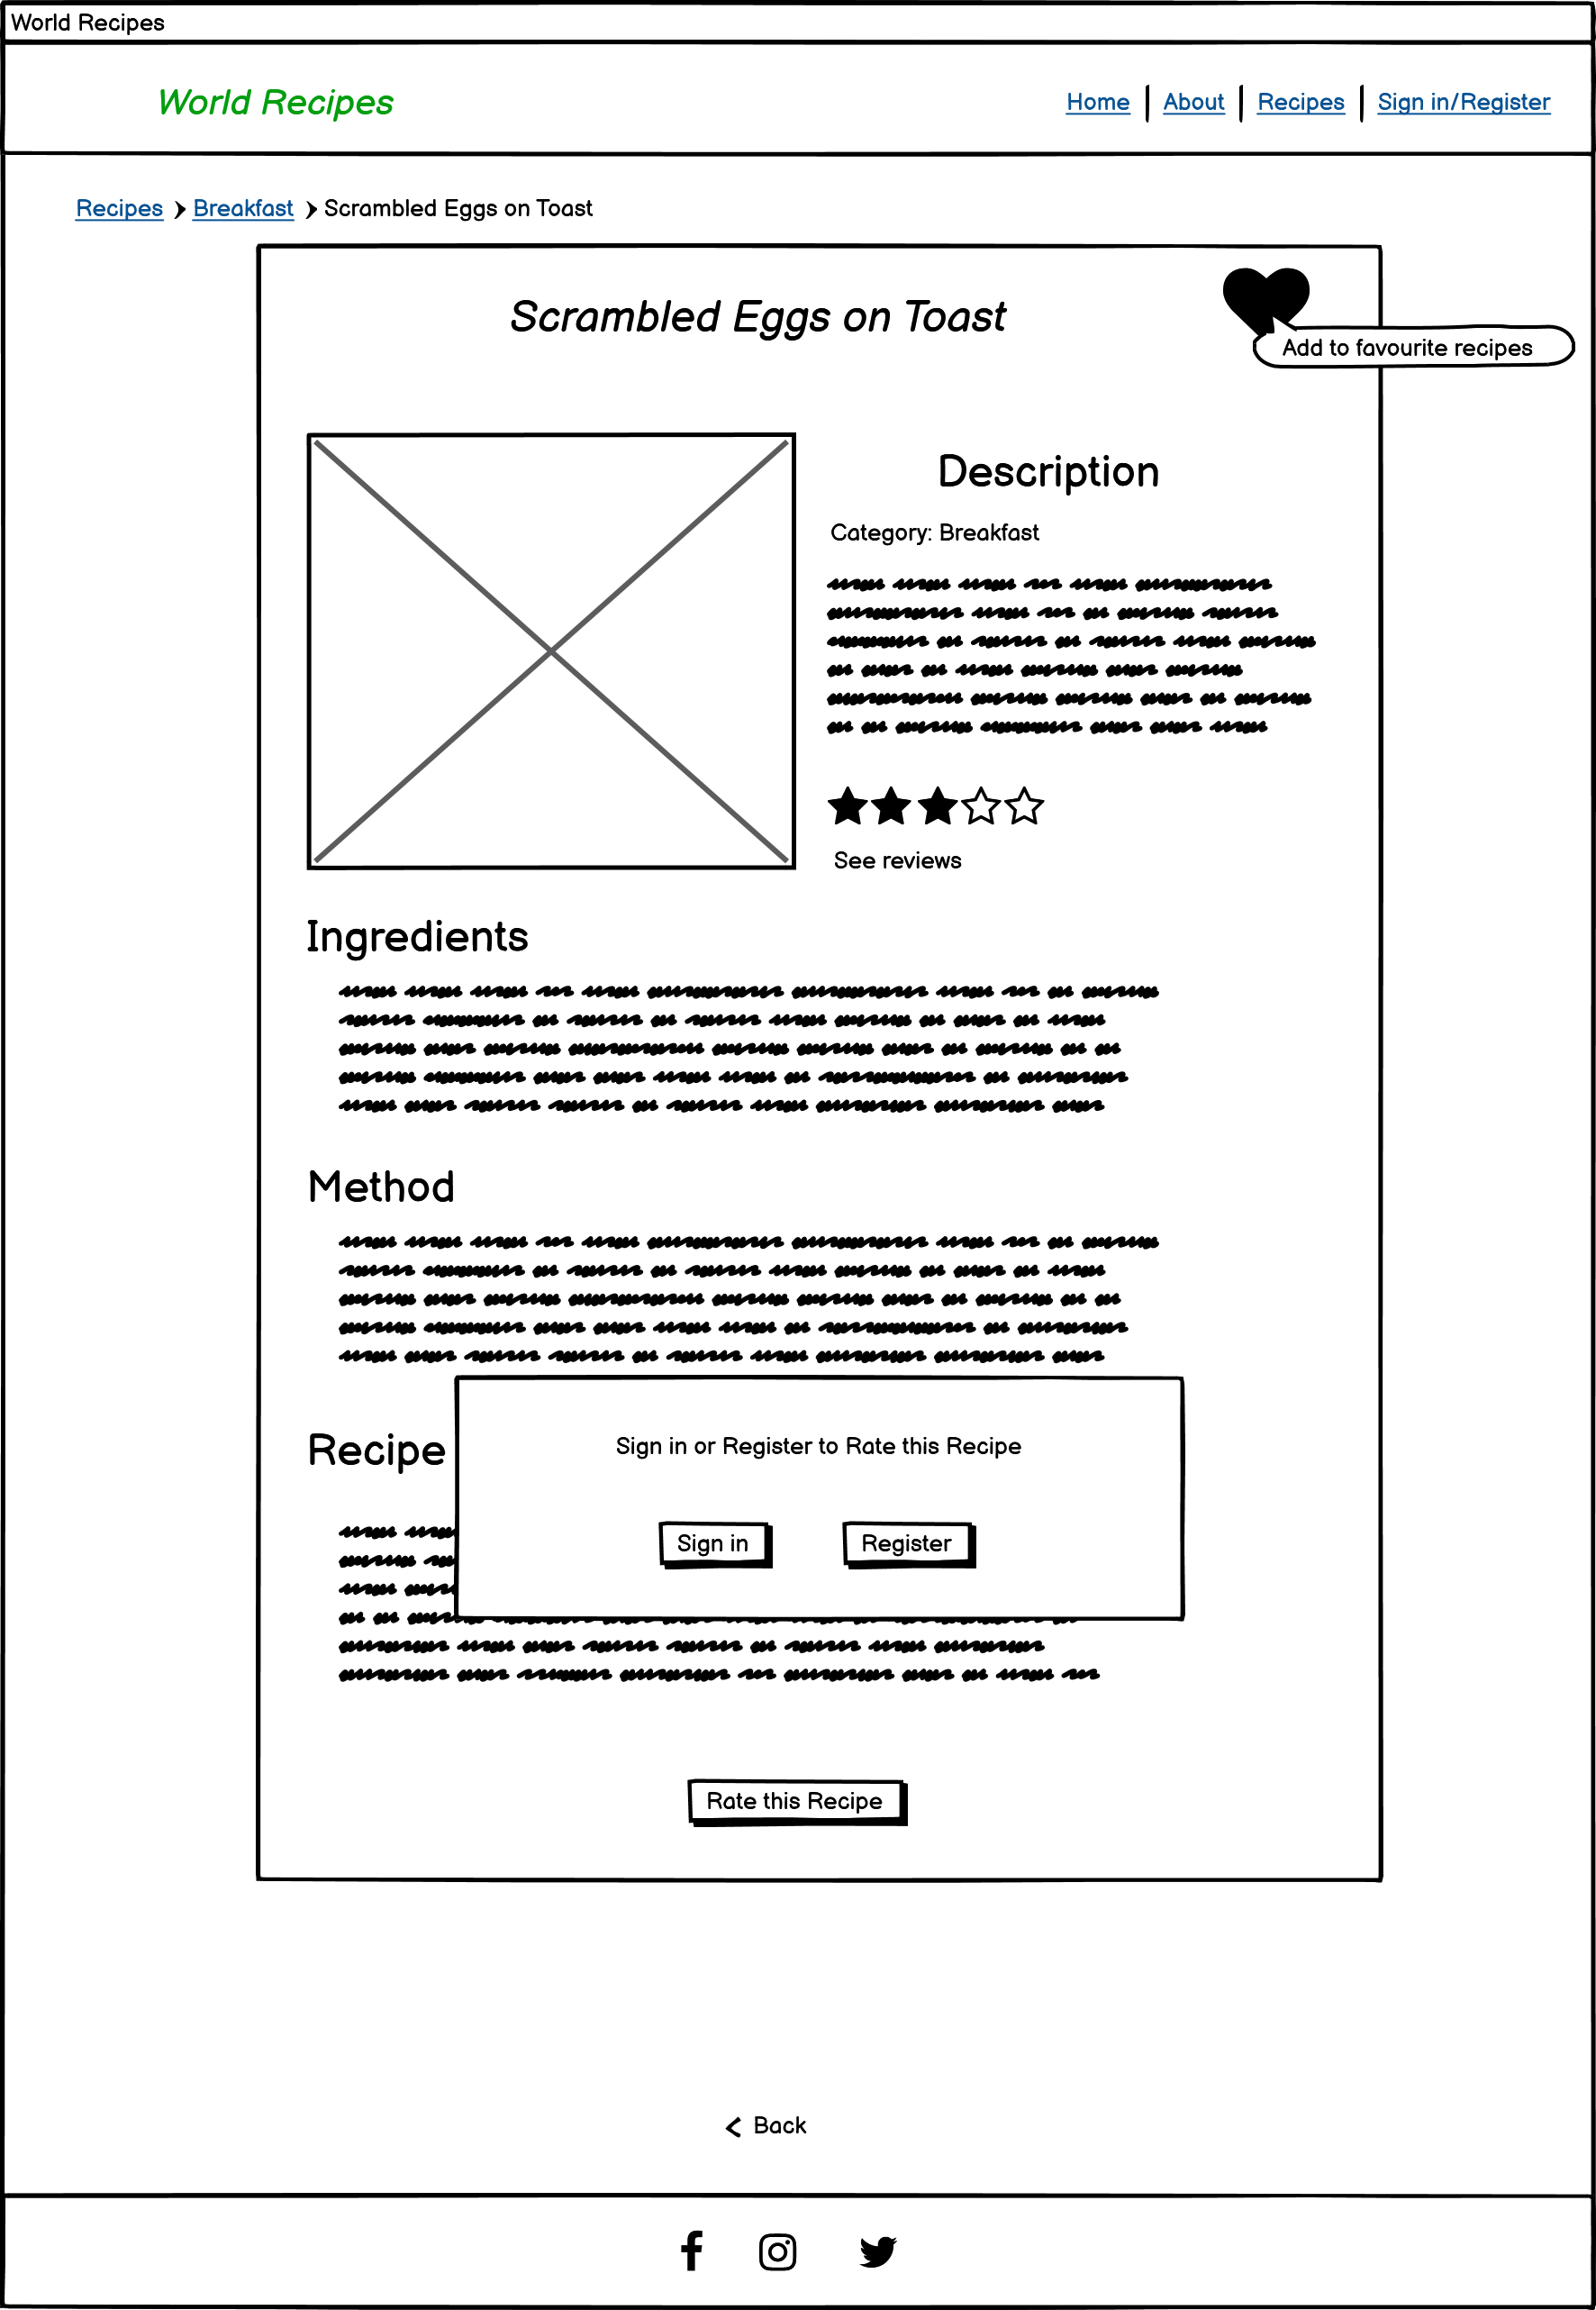 World Recipes
World Recipes
Home | About | Recipes | Sign in/Register
Recipes > Breakfast > Scrambled Eggs on Toast
Scrambled Eggs on Toast
Add to favourite recipes
Description
Category: Breakfast
See reviews
Ingredients
Method
Recipe
Sign in or Register to Rate this Recipe
Sign in
Register
Rate this Recipe
< Back